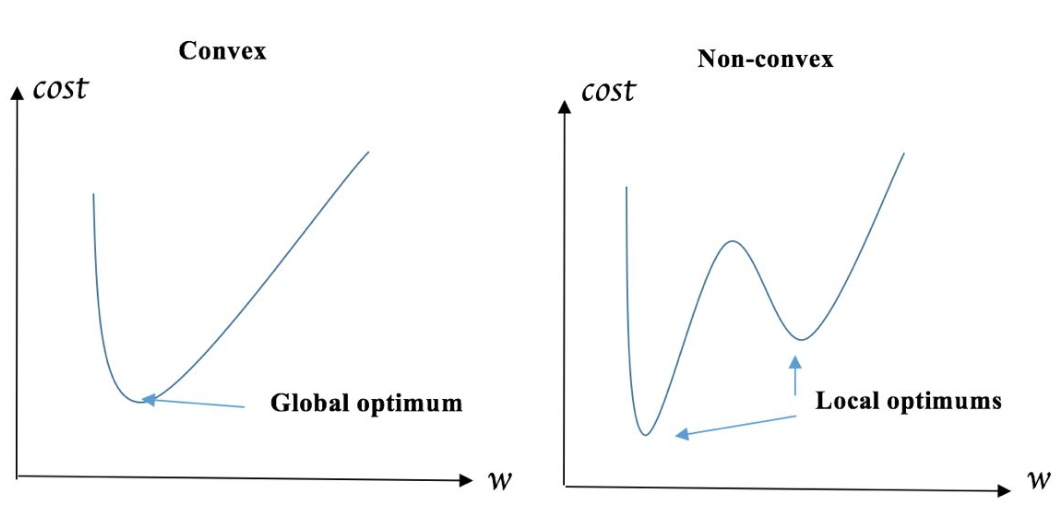 Convex
cost
Global optimum
w
Non-convex
cost
Local optimums
w